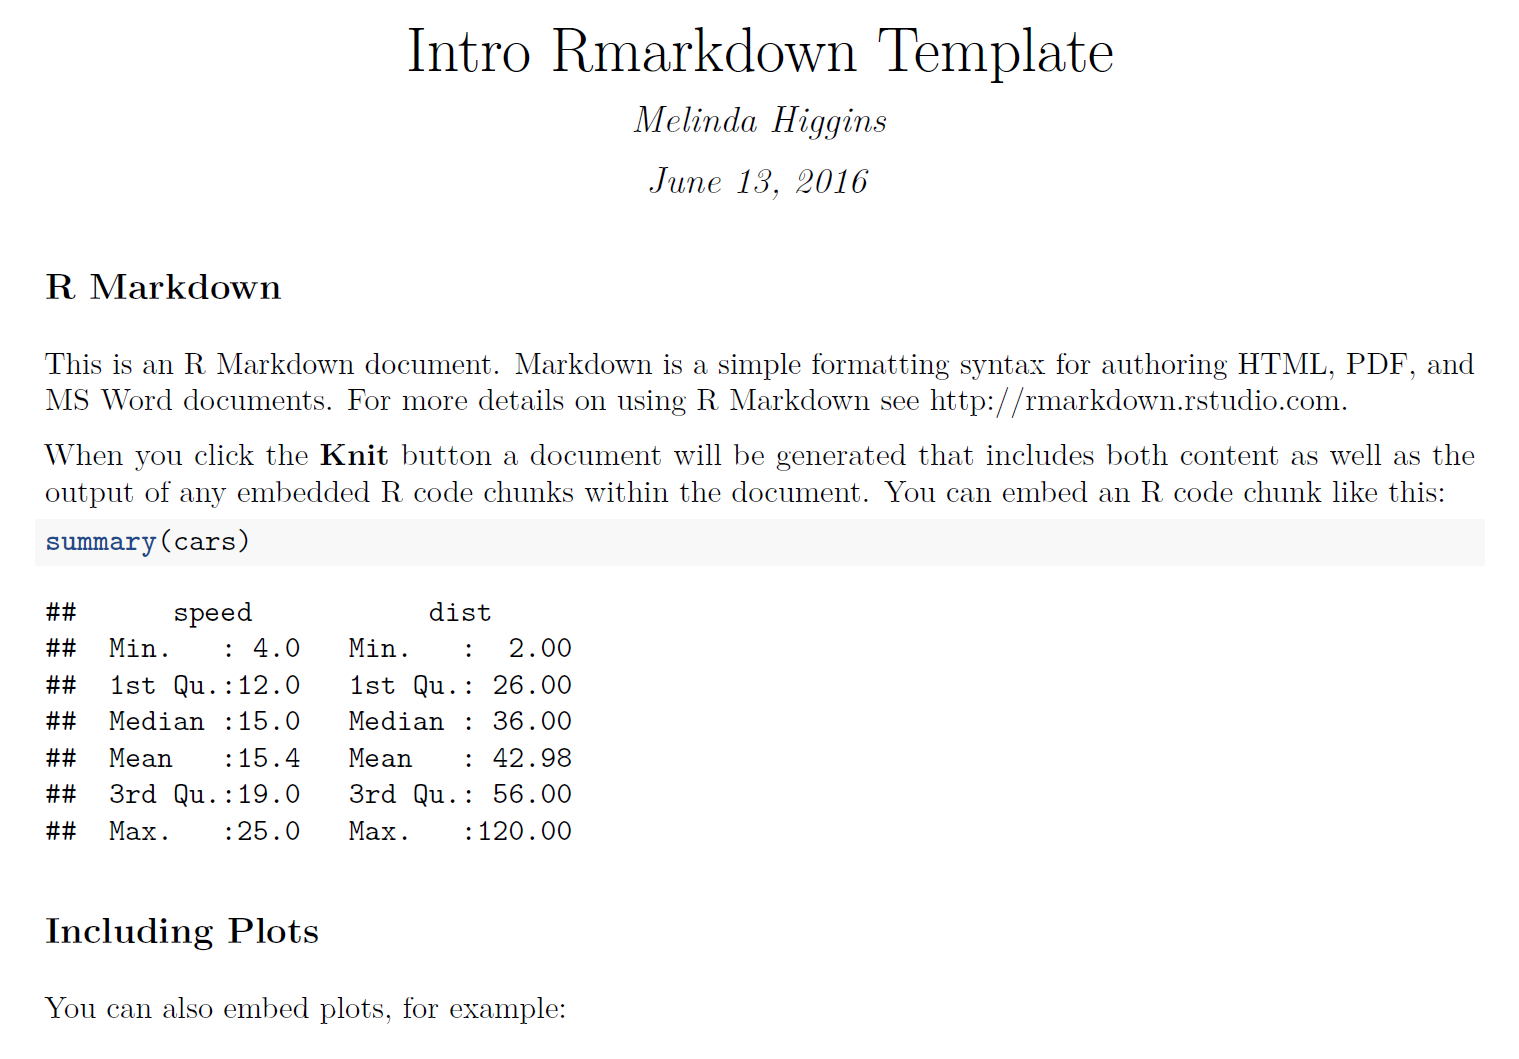 Intro Rmarkdown Template
Melinda Higgins
June 13, 2016
R Markdown
This is an R Markdown document. Markdown is a simple formatting syntax for authoring HTML, PDF, and
MS Word documents. For more details on using R Markdown see http://rmarkdown.rstudio.com.
When you click the Knit button a document will be generated that includes both content as well as the
output of any embedded R code chunks within the document. You can embed an R code chunk like this:
summary(cars)
##      speed           dist
##  Min.   : 4.0   Min.   :  2.00
##  1st Qu.:12.0   1st Qu.: 26.00
##  Median :15.0   Median : 36.00
##  Mean   :15.4   Mean   : 42.98
##  3rd Qu.:19.0   3rd Qu.: 56.00
##  Max.   :25.0   Max.   :120.00
Including Plots
You can also embed plots, for example: